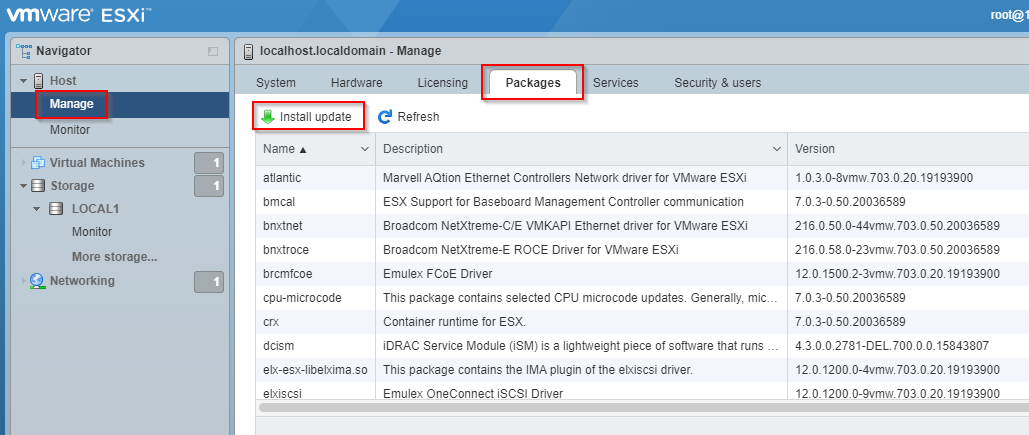 vmware ESXi™ root@1
Navigator
Host
Manage
Monitor
Virtual Machines 1
Storage 1
LOCAL1
Monitor
More storage...
Networking 1
localhost.localdomain - Manage
System Hardware Licensing Packages Services Security & users
Install update Refresh
Name ▲ Description Version
atlantic Marvell AQtion Ethernet Controllers Network driver for VMware ESXi 1.0.3.0-8vmw.703.0.20.19193900
bmcal ESX Support for Baseboard Management Controller communication 7.0.3-0.50.20036589
bnxtnet Broadcom NetXtreme-C/E VMKAPI Ethernet driver for VMware ESXi 216.0.50.0-44vmw.703.0.50.20036589
bnxtroce Broadcom NetXtreme-E ROCE Driver for VMware ESXi 216.0.58.0-23vmw.703.0.50.20036589
brcmfcoe Emulex FCoE Driver 12.0.1500.2-3vmw.703.0.20.19193900
cpu-microcode This package contains selected CPU microcode updates. Generally, mic... 7.0.3-0.50.20036589
crx Container runtime for ESX. 7.0.3-0.50.20036589
dcism iDRAC Service Module (iSM) is a lightweight piece of software that runs ... 4.3.0.0.2781-DEL.700.0.0.15843807
elx-esx-libelxima.so This package contains the IMA plugin of the elxiscsi driver. 12.0.1200.0-4vmw.703.0.20.19193900
elxiscsi Emulex OneConnect iSCSI Driver 12.0.1200.0-9vmw.703.0.20.19193900